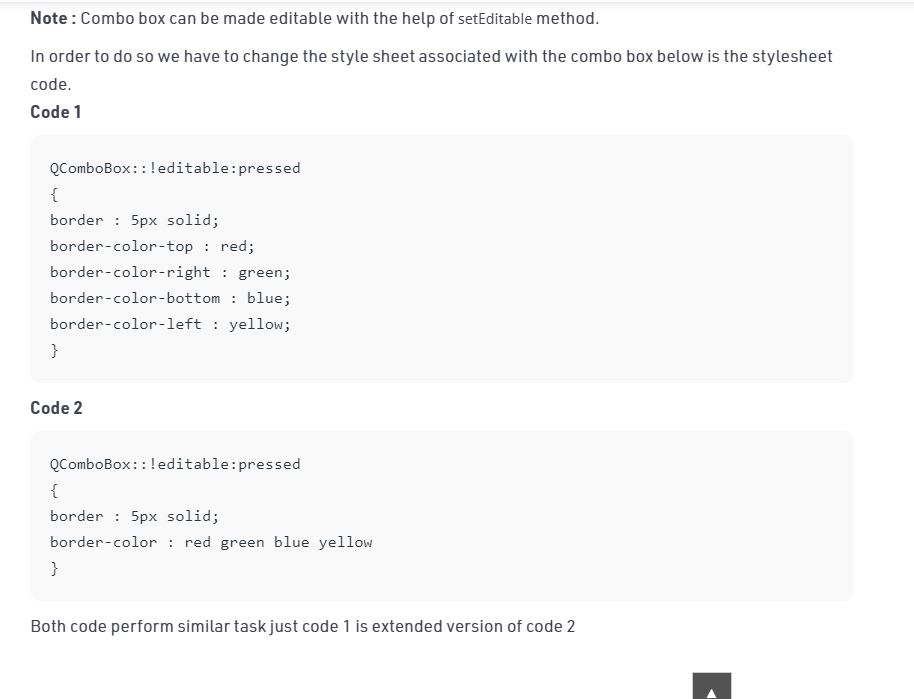 Note : Combo box can be made editable with the help of setEditable method.
In order to do so we have to change the style sheet associated with the combo box below is the stylesheet
code.
Code 1
QComboBox::!editable:pressed
{
border : 5px solid;
border-color-top : red;
border-color-right : green;
border-color-bottom : blue;
border-color-left : yellow;
}
Code 2
QComboBox::!editable:pressed
{
border : 5px solid;
border-color : red green blue yellow
}
Both code perform similar task just code 1 is extended version of code 2